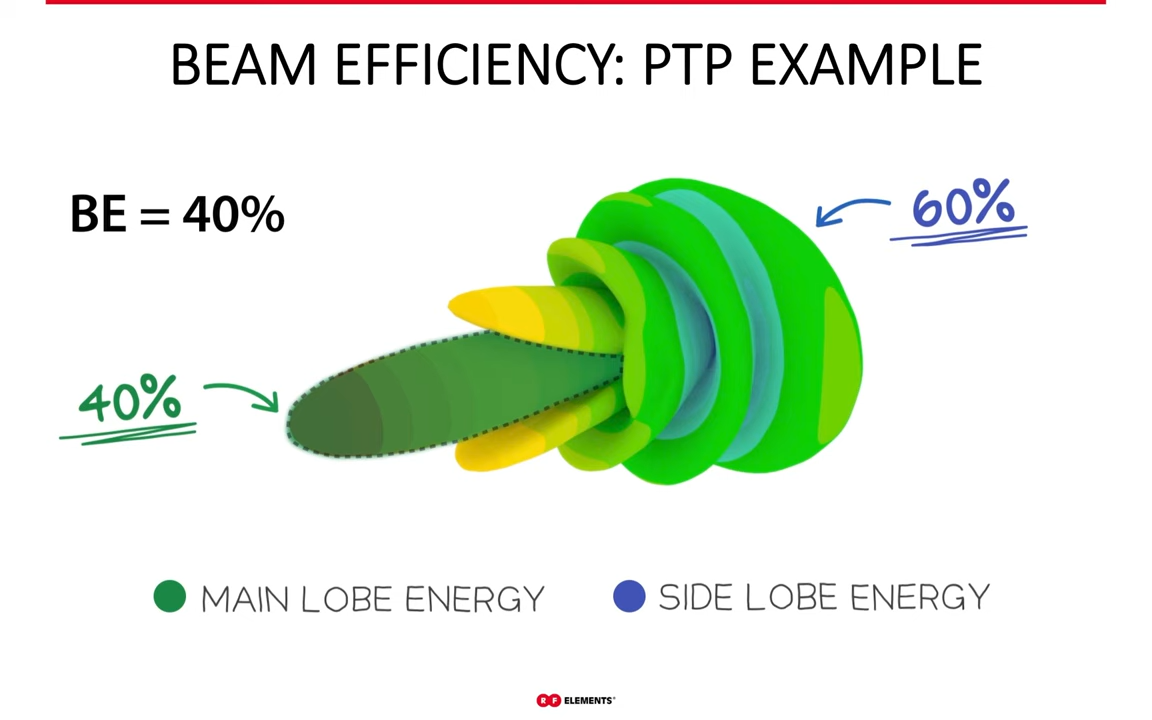 BEAM EFFICIENCY: PTP EXAMPLE
BE = 40%
60%
40%
MAIN LOBE ENERGY
SIDE LOBE ENERGY
RF ELEMENTS